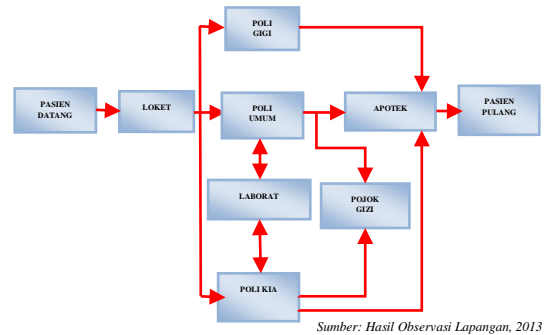 POLI
GIGI
PASIEN
DATANG
LOKET
POLI
UMUM
APOTEK
PASIEN
PULANG
LABORAT
POJOK
GIZI
POLI KIA
Sumber: Hasil Observasi Lapangan, 2013